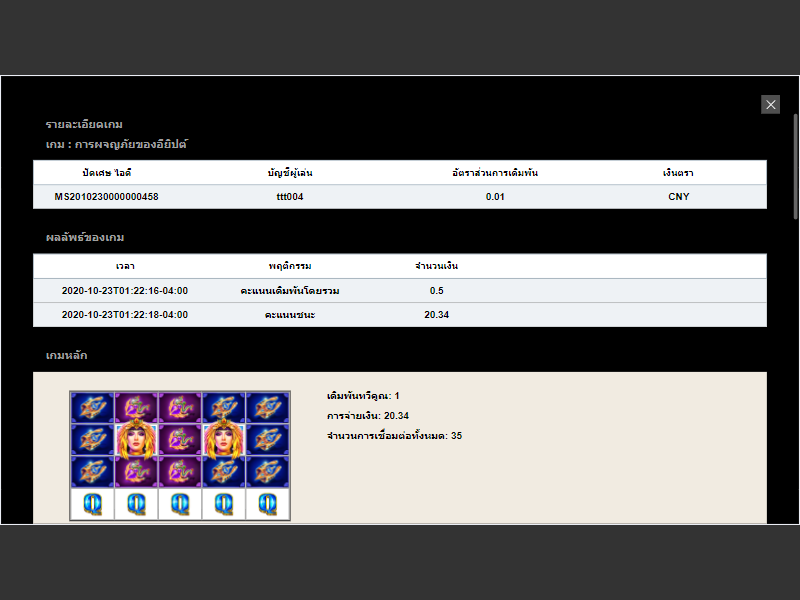 รายละเอียดเกม
เกม : การผจญภัยของอียิปต์
ปัดเศษ ไอดี บัญชีผู้เล่น อัตราส่วนการเดิมพัน เงินตรา
MS2010230000000458 ttt004 0.01 CNY
ผลลัพธ์ของเกม
เวลา พฤติกรรม จำนวนเงิน
2020-10-23T01:22:16-04:00 คะแนนเดิมพันโดยรวม 0.5
2020-10-23T01:22:18-04:00 คะแนนชนะ 20.34
เกมหลัก
เดิมพันทวีคูณ: 1
การจ่ายเงิน: 20.34
จำนวนการเชื่อมต่อทั้งหมด: 35
Q Q Q Q Q